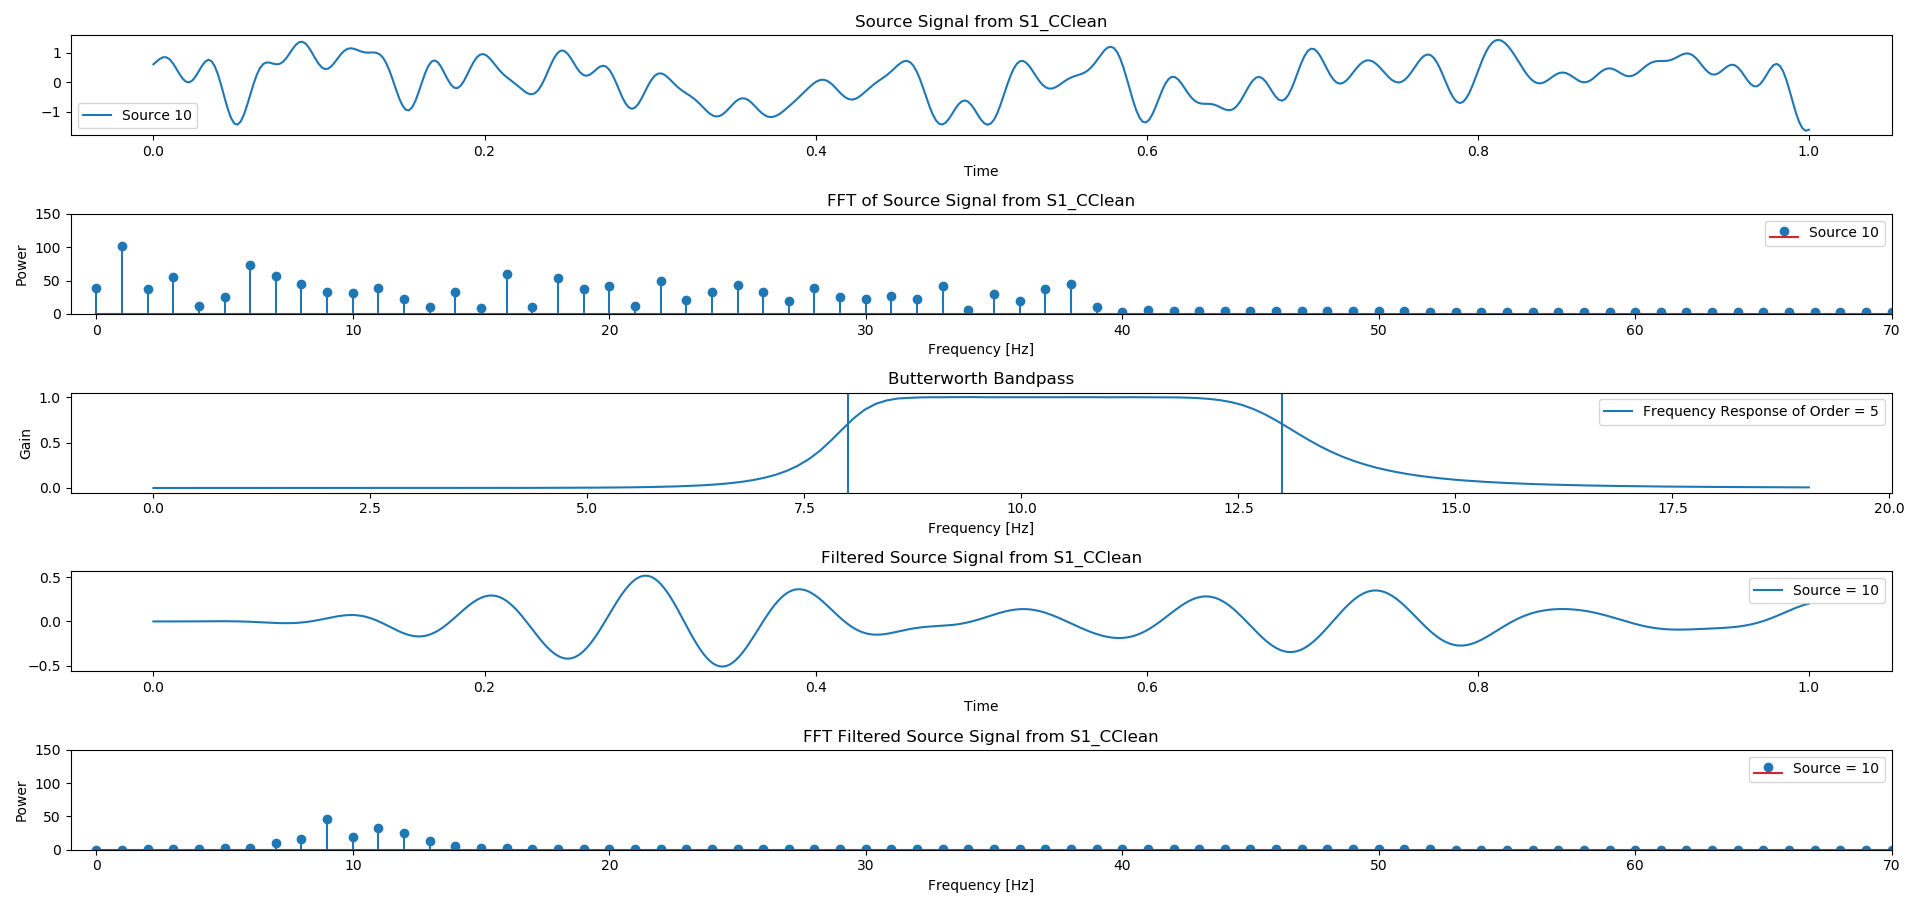 Source Signal from S1_CClean
1
0
−1
Source 10
0.0 0.2 0.4 0.6 0.8 1.0
Time
FFT of Source Signal from S1_CClean
150
100
50
0
Power
Source 10
0 10 20 30 40 50 60 70
Frequency [Hz]
Butterworth Bandpass
1.0
0.5
0.0
Gain
Frequency Response of Order = 5
0.0 2.5 5.0 7.5 10.0 12.5 15.0 17.5 20.0
Frequency [Hz]
Filtered Source Signal from S1_CClean
0.5
0.0
−0.5
Source = 10
0.0 0.2 0.4 0.6 0.8 1.0
Time
FFT Filtered Source Signal from S1_CClean
150
100
50
0
Power
Source = 10
0 10 20 30 40 50 60 70
Frequency [Hz]